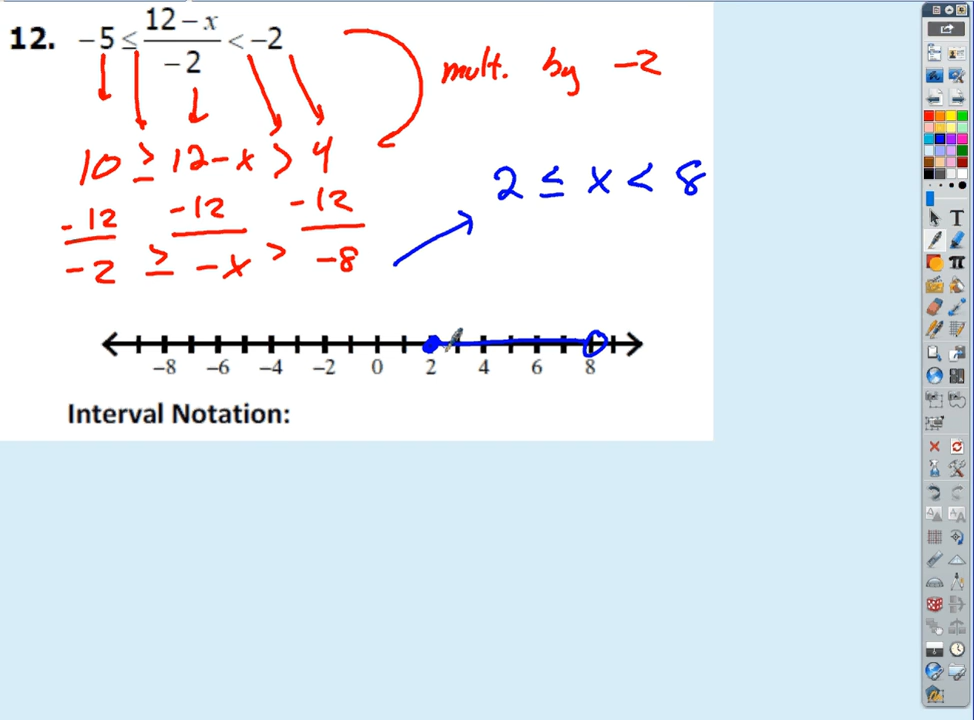 12. −5 ≤ (12 − x)/(−2) < −2
mult. by −2
10 ≥ 12 − x > 4
2 ≤ x < 8
−12 −12 −12
−2 ≥ −x > −8
−8 −6 −4 −2 0 2 4 6 8
Interval Notation: